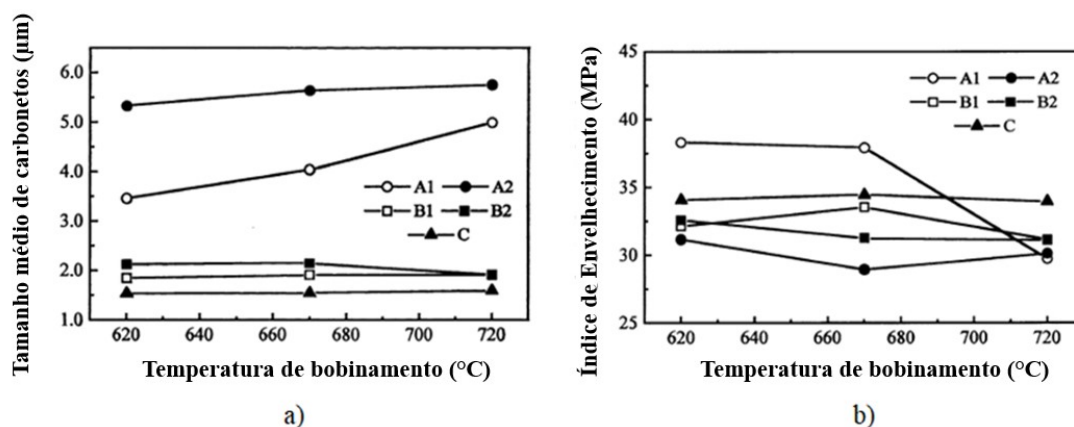 Tamanho médio de carbonetos (µm)
6.0
5.0
4.0
3.0
2.0
1.0
A1 A2
B1 B2
C
620 640 660 680 700 720
Temperatura de bobinamento (°C)
a)
Índice de Envelhecimento (MPa)
45
40
35
30
25
A1 A2
B1 B2
C
620 640 660 680 700 720
Temperatura de bobinamento (°C)
b)